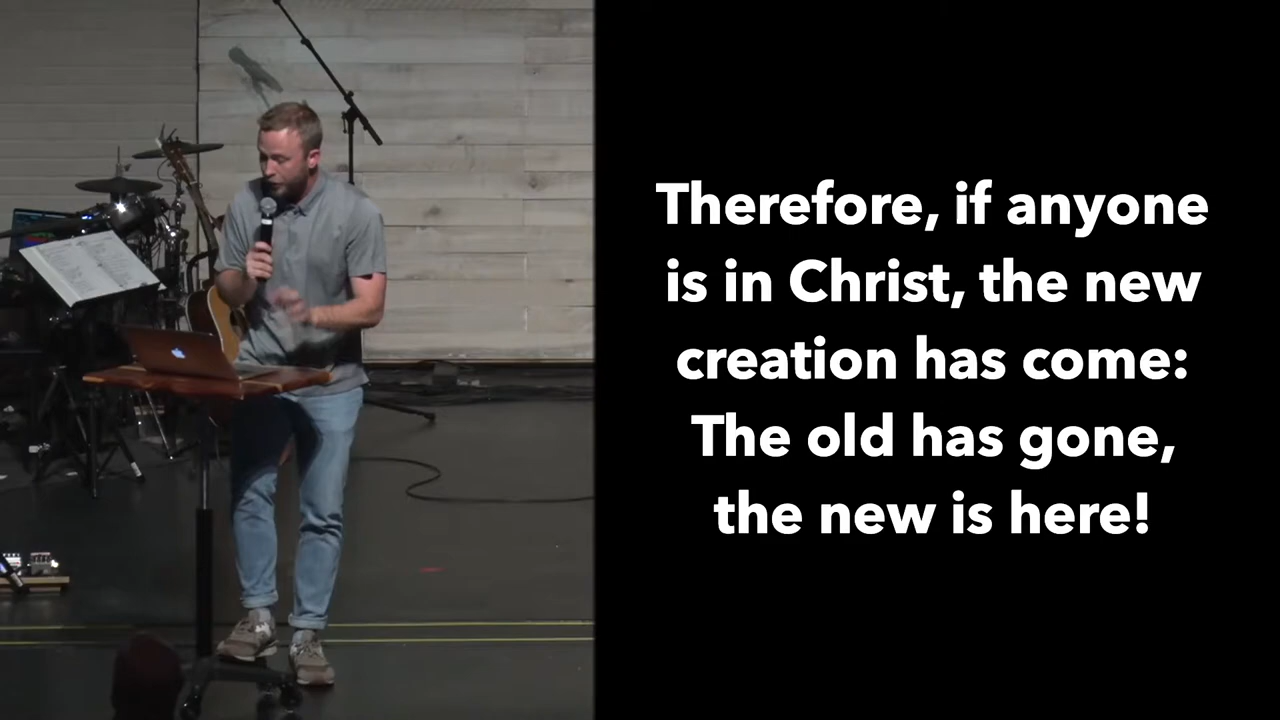 Therefore, if anyone
is in Christ, the new
creation has come:
The old has gone,
the new is here!